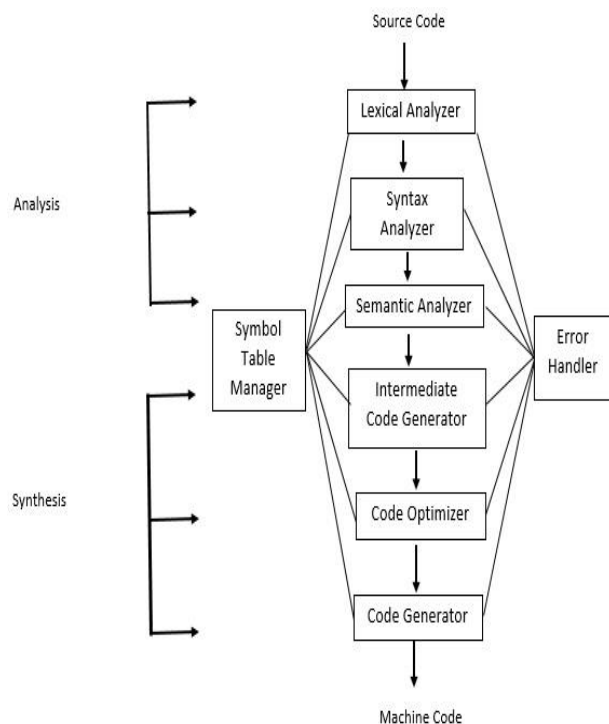 Source Code
Lexical Analyzer
Analysis
Syntax
Analyzer
Semantic Analyzer
Symbol
Table
Manager
Error
Handler
Intermediate
Code Generator
Synthesis
Code Optimizer
Code Generator
Machine Code